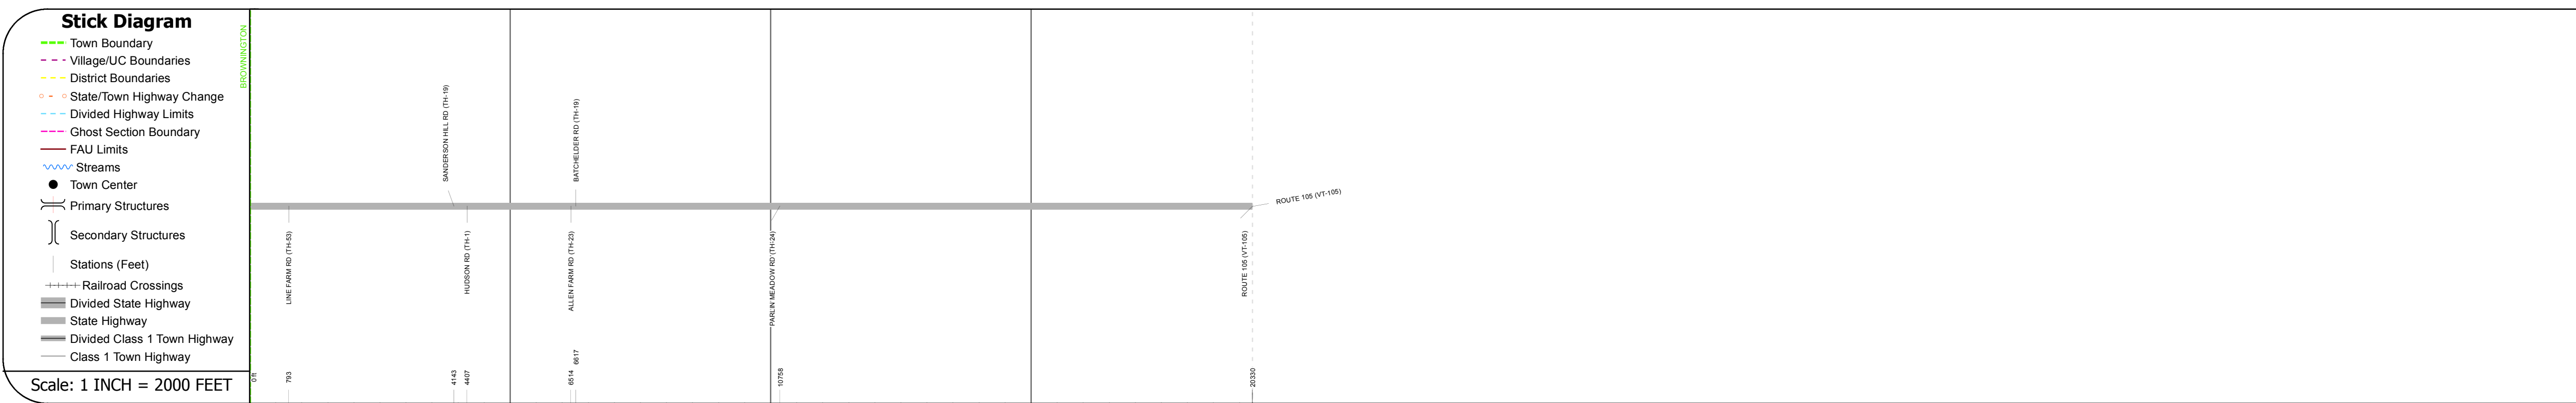 Stick Diagram
Town Boundary
Village/UC Boundaries
District Boundaries
State/Town Highway Change
Divided Highway Limits
Ghost Section Boundary
FAU Limits
Streams
Town Center
Primary Structures
Secondary Structures
Stations (Feet)
Railroad Crossings
Divided State Highway
State Highway
Divided Class 1 Town Highway
Class 1 Town Highway
Scale: 1 INCH = 2000 FEET
BROWNINGTON
SANDERSON HILL RD (TH-19)
BATCHELDER RD (TH-19)
ROUTE 105 (VT-105)
LINE FARM RD (TH-53)
HUDSON RD (TH-1)
ALLEN FARM RD (TH-23)
PARLIN MEADOW RD (TH-24)
ROUTE 105 (VT-105)
0 ft
793
4143
4407
6514
6617
10758
20330